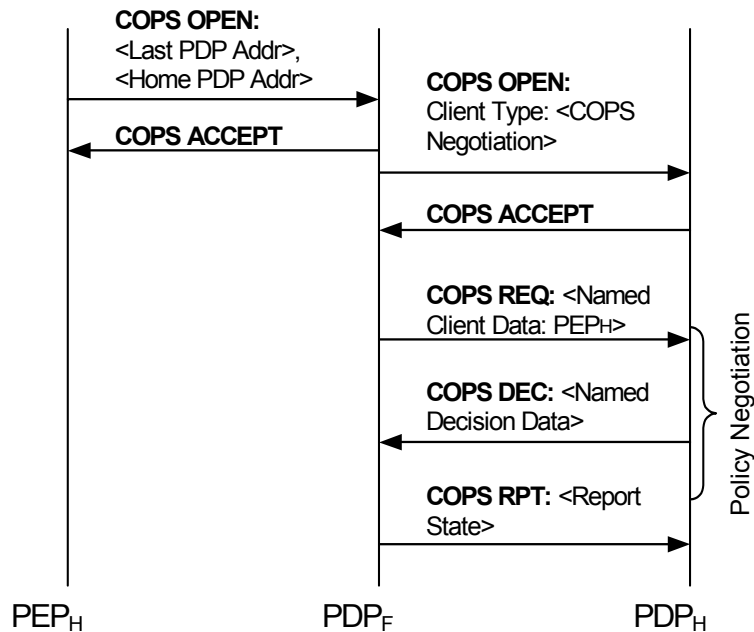 COPS OPEN:
<Last PDP Addr>,
<Home PDP Addr>
COPS OPEN:
Client Type: <COPS
Negotiation>
COPS ACCEPT
COPS ACCEPT
COPS REQ: <Named
Client Data: PEPH>
COPS DEC: <Named
Decision Data>
COPS RPT: <Report
State>
Policy Negotiation
PEPH
PDPF
PDPH